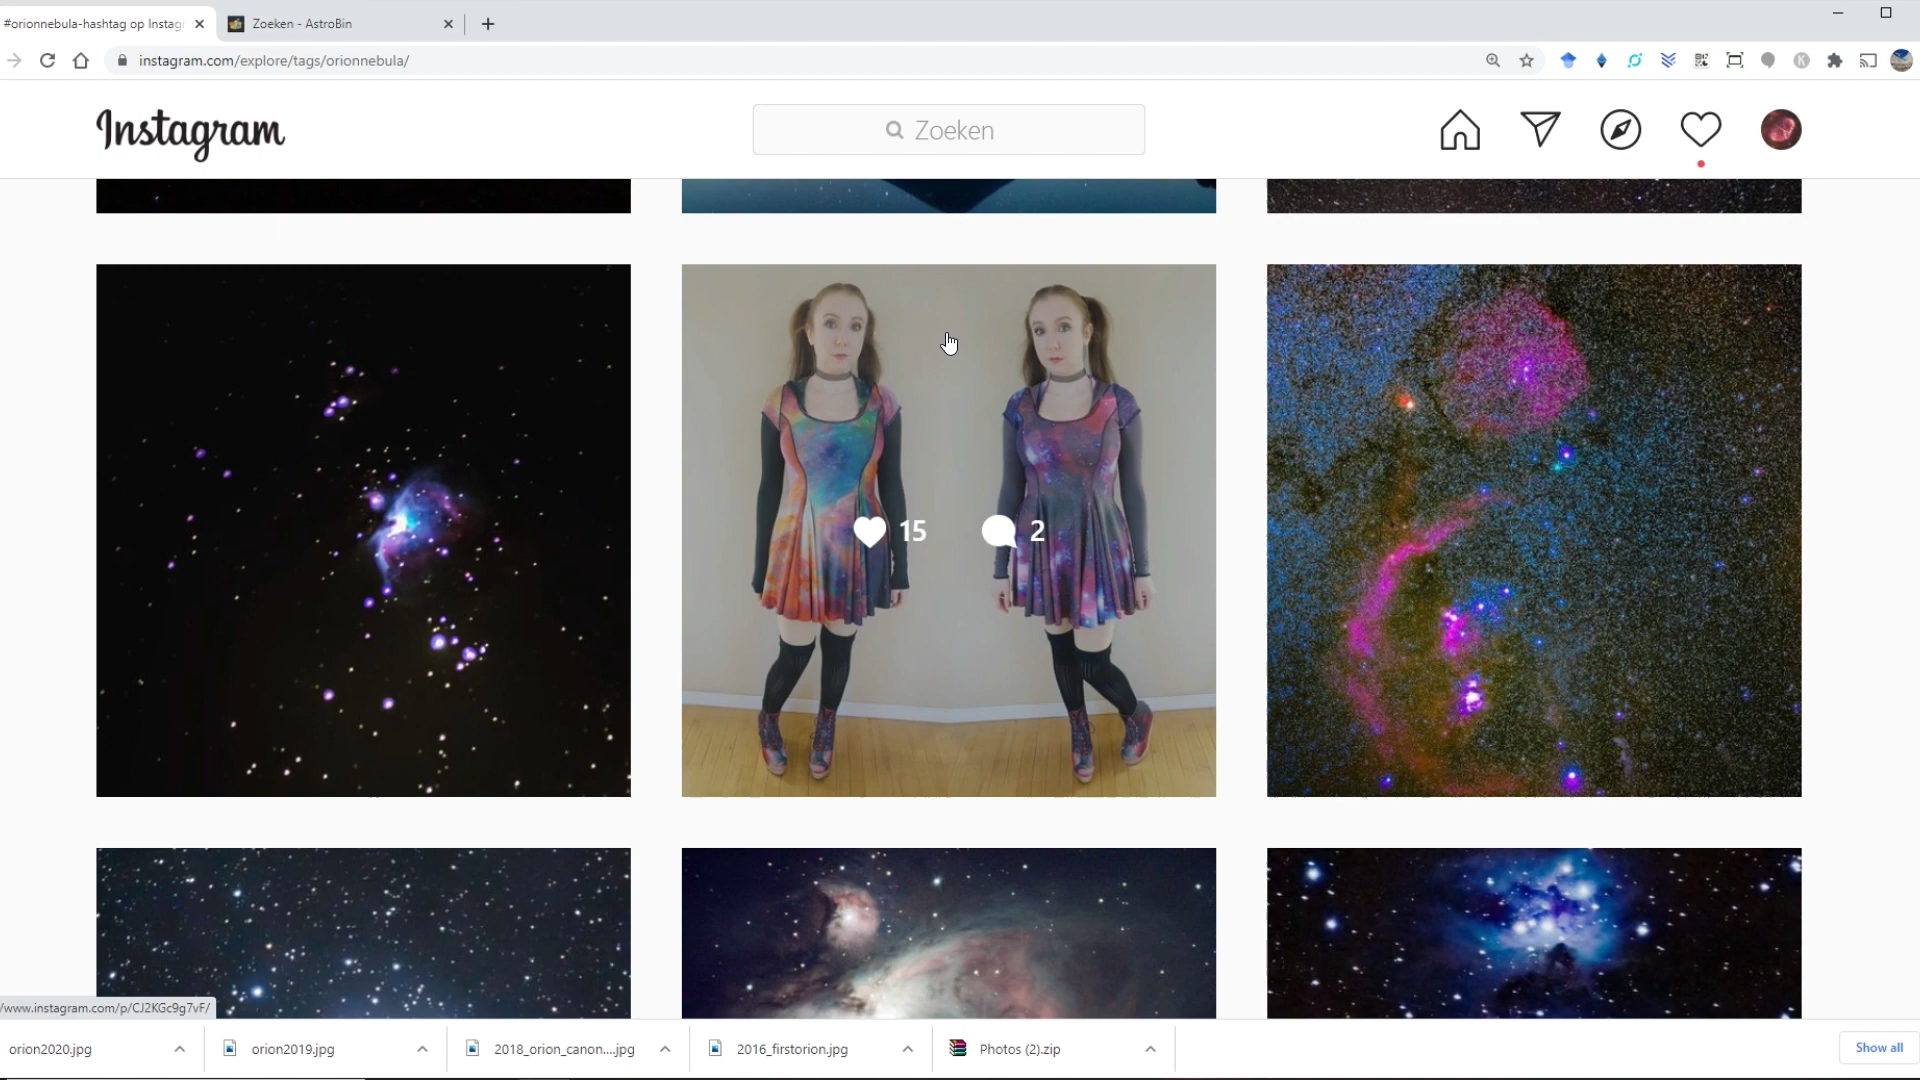 #orionnebula-hashtag op Instagr
Zoeken - AstroBin
instagram.com/explore/tags/orionnebula/
Instagram
Zoeken
15
2
/www.instagram.com/p/CJ2KGc9g7vF/
orion2020.jpg
orion2019.jpg
2018_orion_canon....jpg
2016_firstorion.jpg
Photos (2).zip
Show all